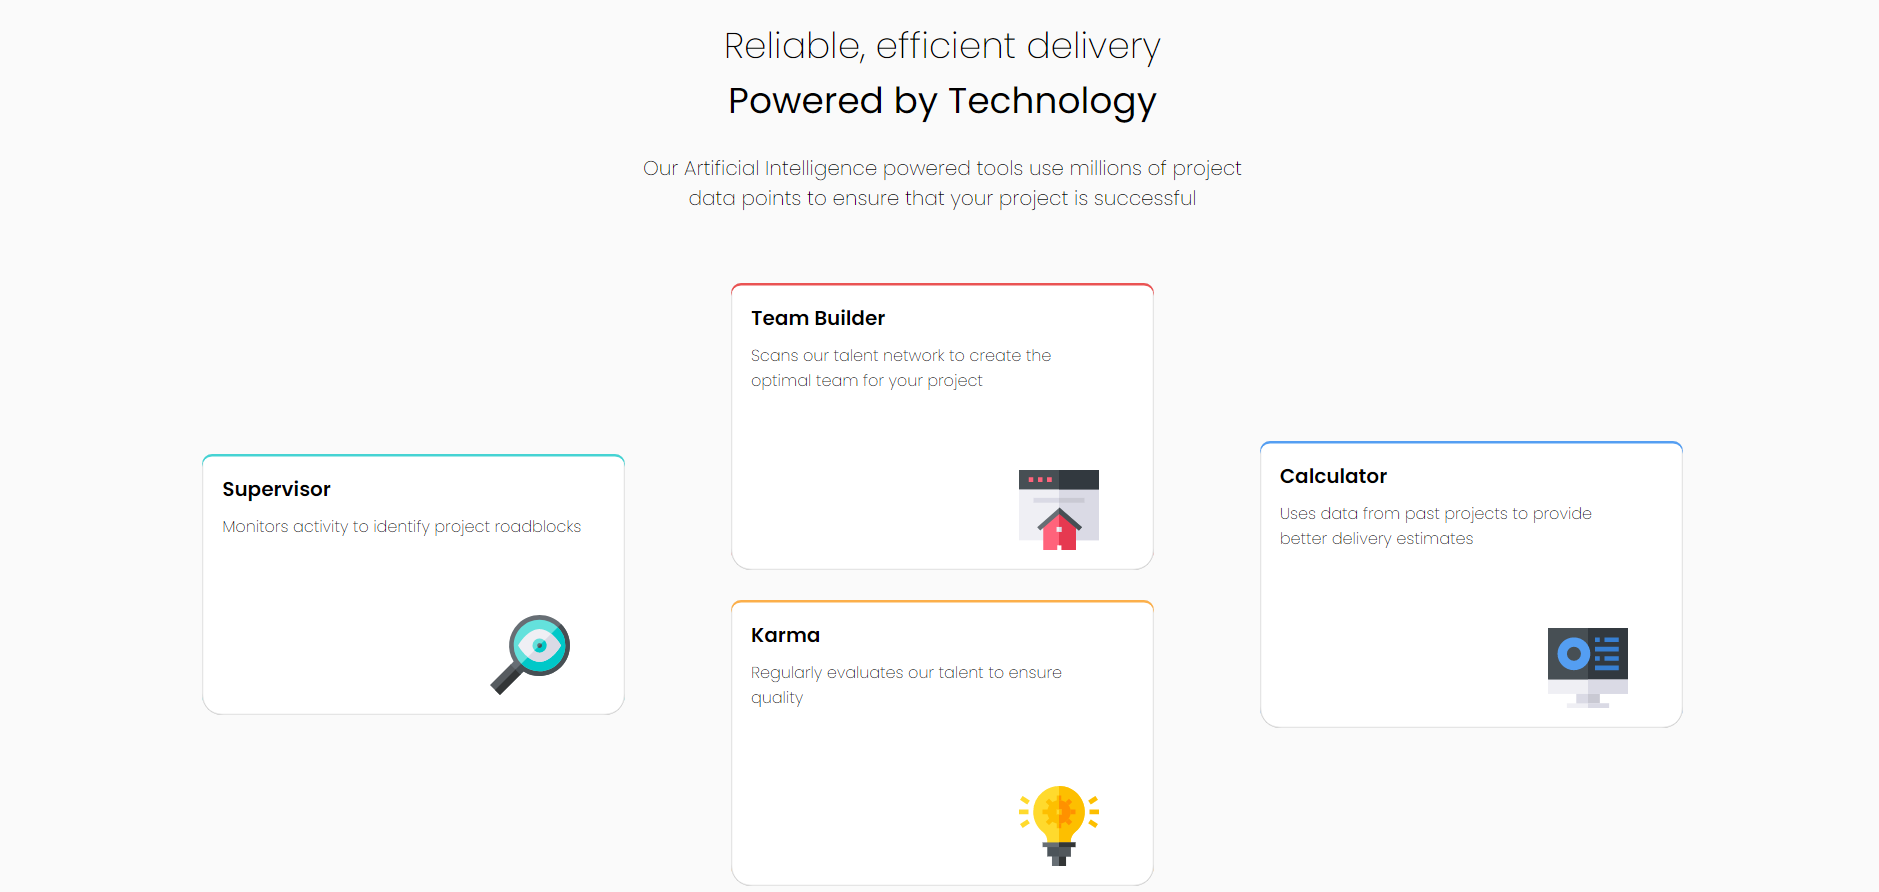 Reliable, efficient delivery
Powered by Technology
Our Artificial Intelligence powered tools use millions of project
data points to ensure that your project is successful
Supervisor
Monitors activity to identify project roadblocks
Team Builder
Scans our talent network to create the
optimal team for your project
Karma
Regularly evaluates our talent to ensure
quality
Calculator
Uses data from past projects to provide
better delivery estimates